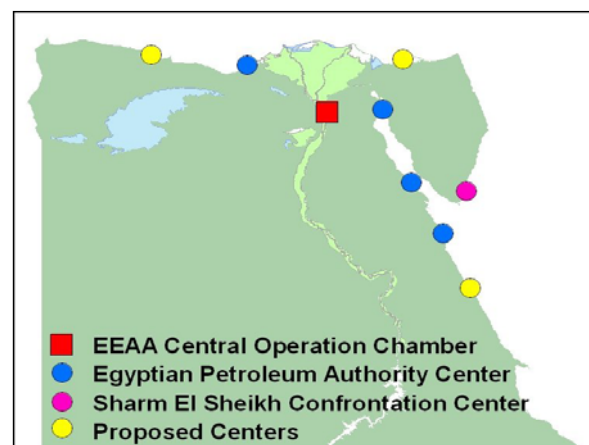 EEAA Central Operation Chamber
Egyptian Petroleum Authority Center
Sharm El Sheikh Confrontation Center
Proposed Centers